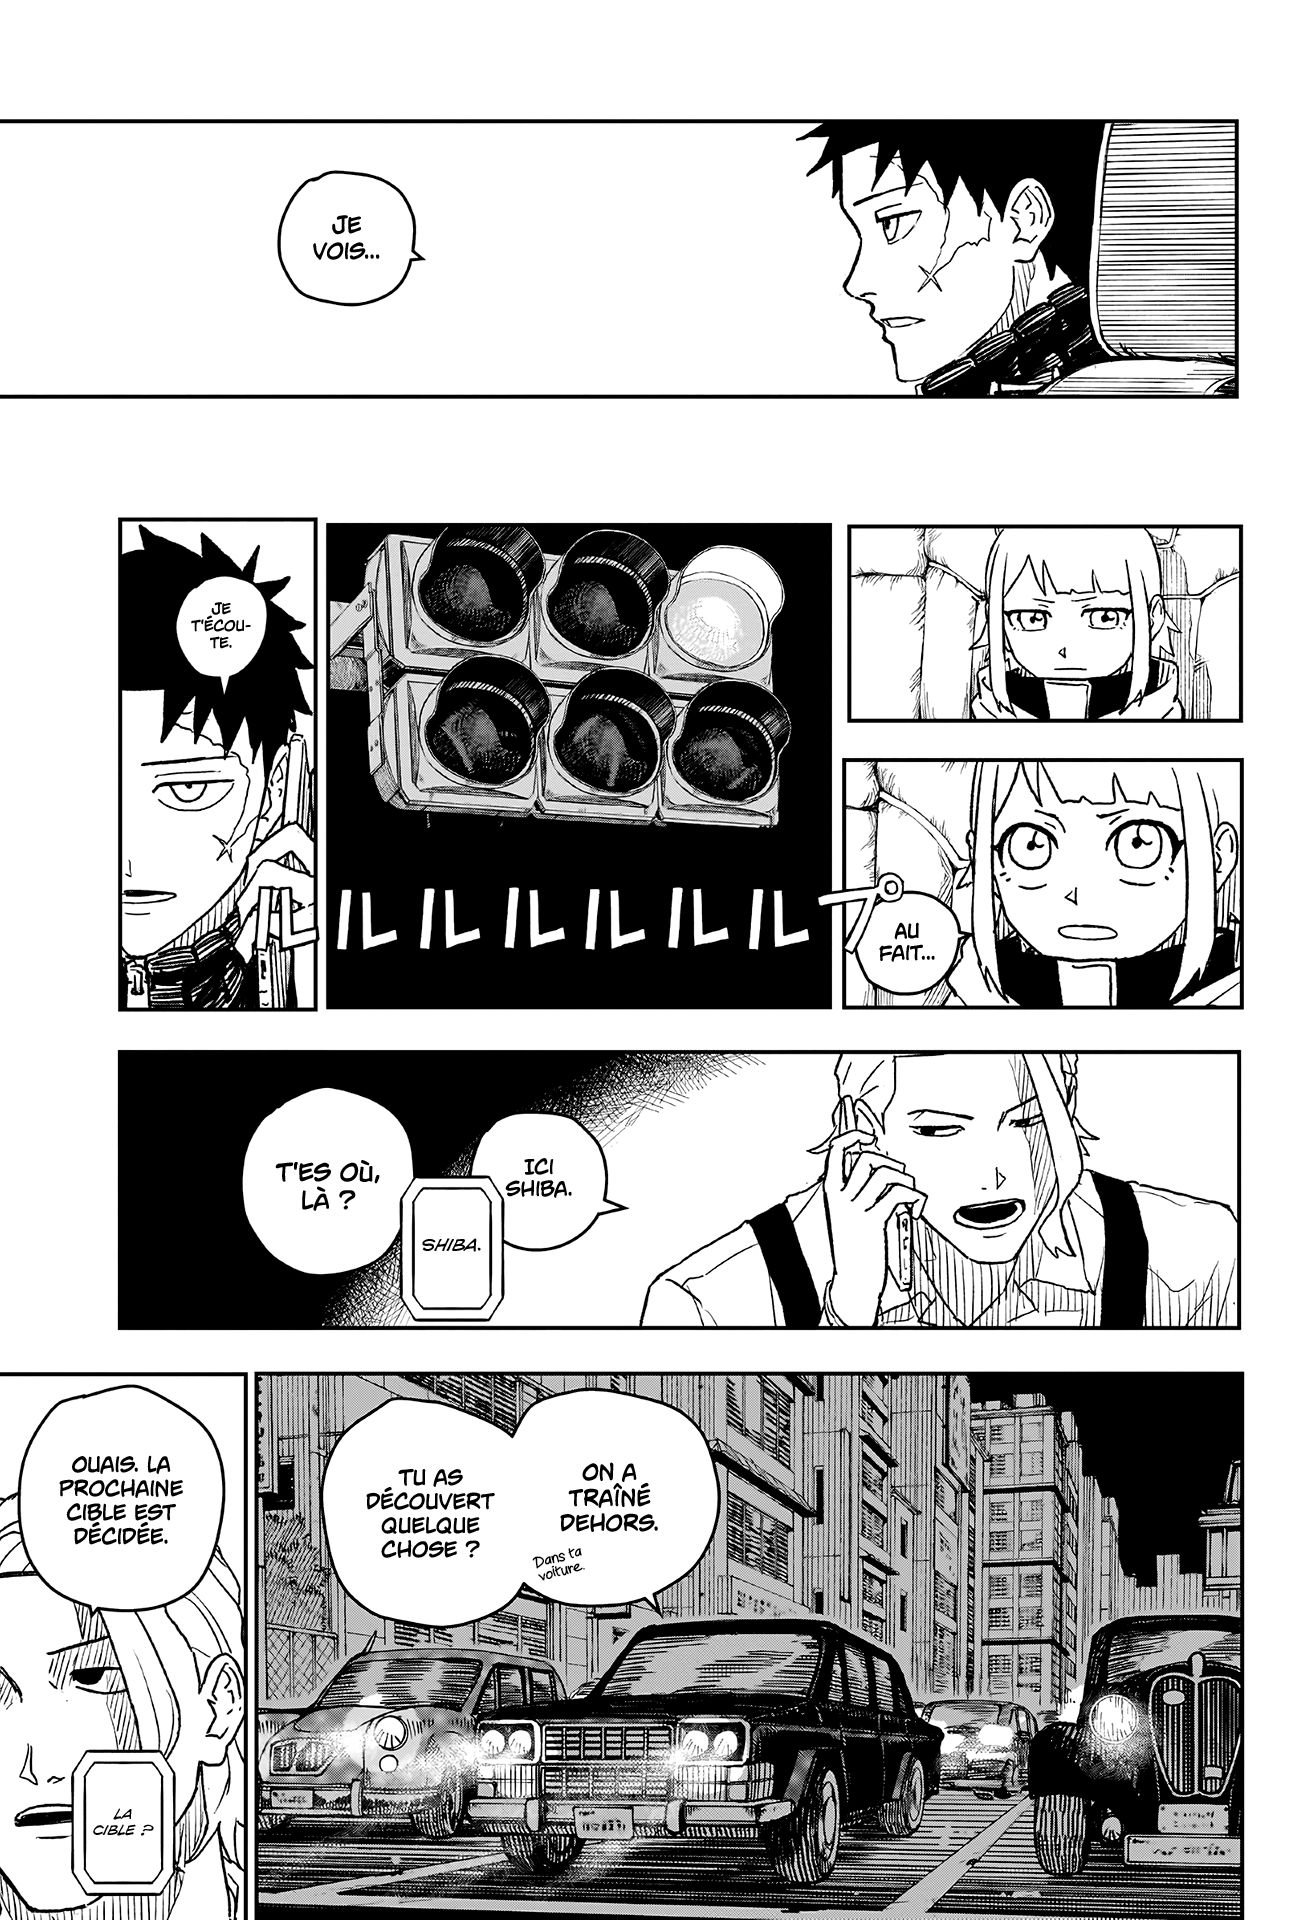 JE
VOIS...
AU
FAIT...
プルルルルルル
JE
T'ÉCOU-
TE.
ICI
SHIBA.
SHIBA.
T'ES OÙ,
LÀ ?
ON A
TRAÎNÉ
DEHORS.
Dans ta
voiture.
TU AS
DÉCOUVERT
QUELQUE
CHOSE ?
OUAIS. LA
PROCHAINE
CIBLE EST
DÉCIDÉE.
LA
CIBLE ?